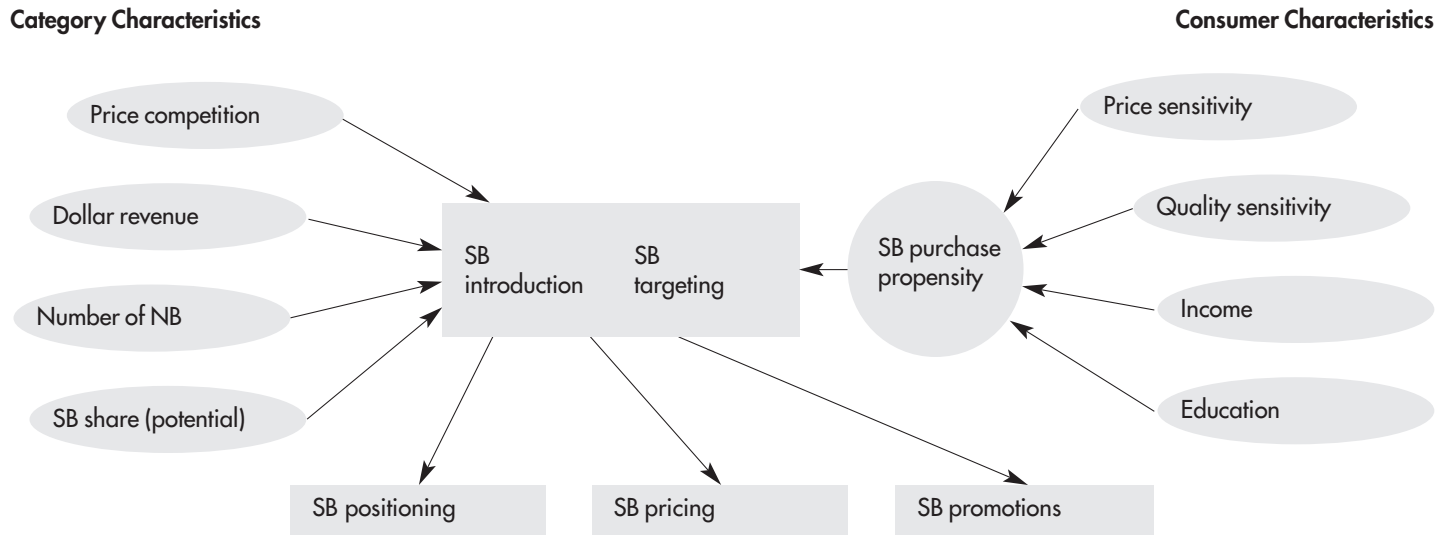 Category Characteristics
Consumer Characteristics
Price competition
Price sensitivity
Dollar revenue
Quality sensitivity
SB
introduction
SB
targeting
SB purchase
propensity
Number of NB
Income
SB share (potential)
Education
SB positioning
SB pricing
SB promotions